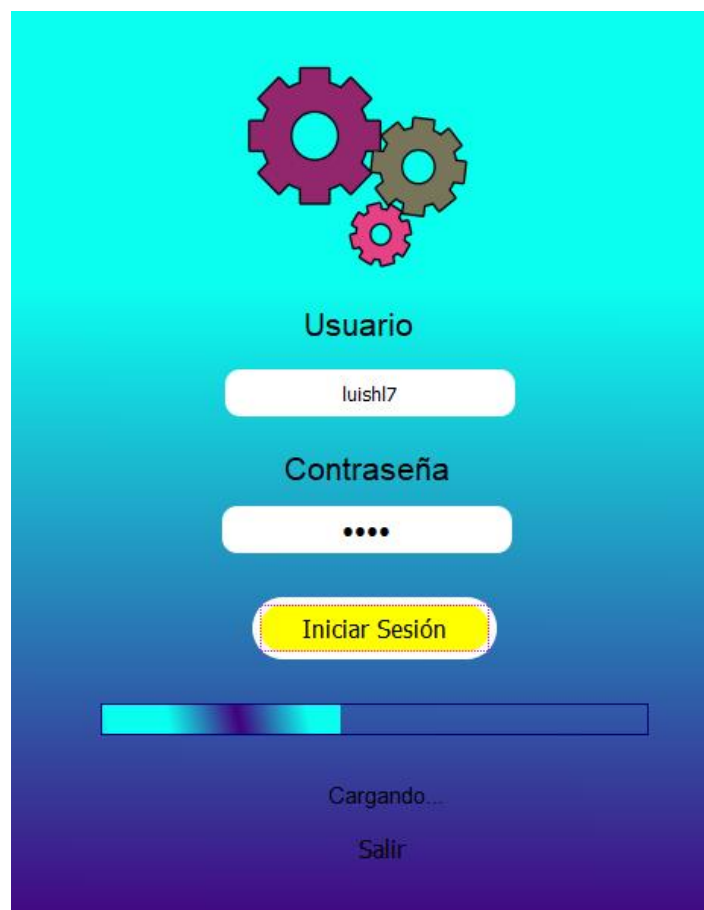 Usuario
luishl7
Contraseña
••••
Iniciar Sesión
Cargando...
Salir